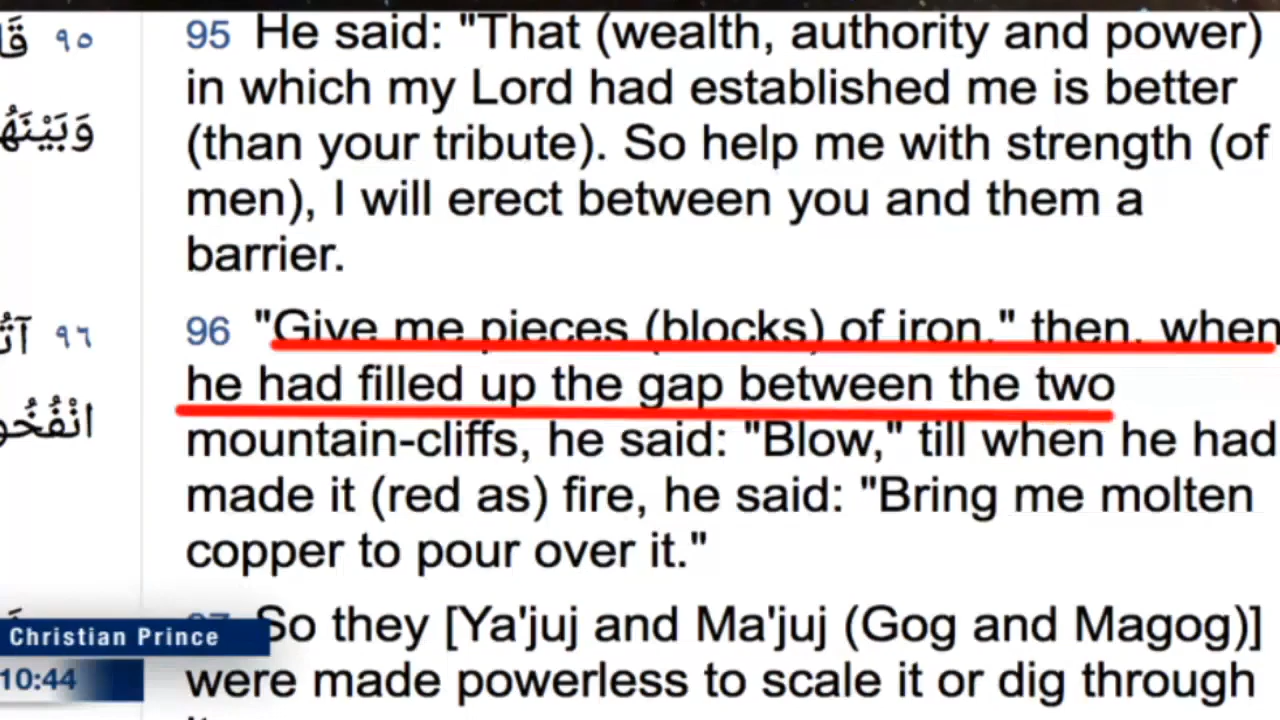 95 He said: "That (wealth, authority and power)
in which my Lord had established me is better
(than your tribute). So help me with strength (of
men), I will erect between you and them a
barrier.
96 "Give me pieces (blocks) of iron," then, when
he had filled up the gap between the two
mountain-cliffs, he said: "Blow," till when he had
made it (red as) fire, he said: "Bring me molten
copper to pour over it."
So they [Ya'juj and Ma'juj (Gog and Magog)]
were made powerless to scale it or dig through
٩٥
وَبَيْنَهُ
٩٦
Christian Prince
10:44